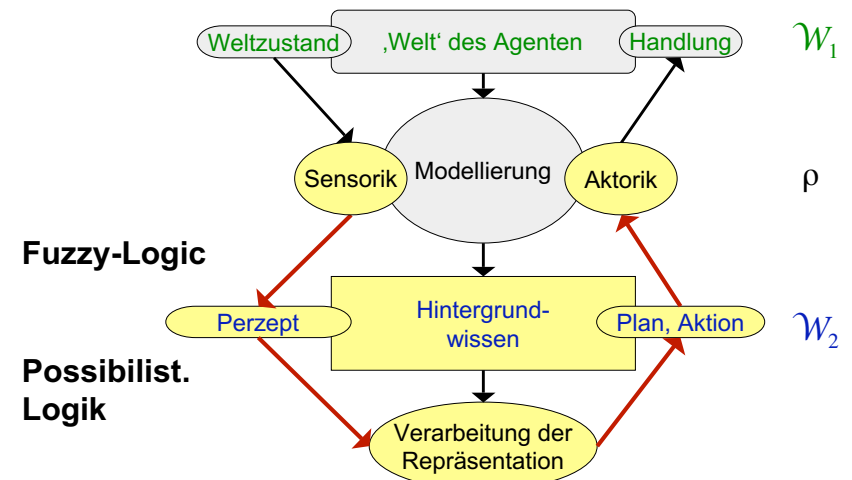 Weltzustand ‚Welt‘ des Agenten Handlung 𝒲₁
Sensorik Modellierung Aktorik ρ
Fuzzy-Logic
Perzept Hintergrund-
wissen Plan, Aktion 𝒲₂
Possibilist.
Logik
Verarbeitung der
Repräsentation